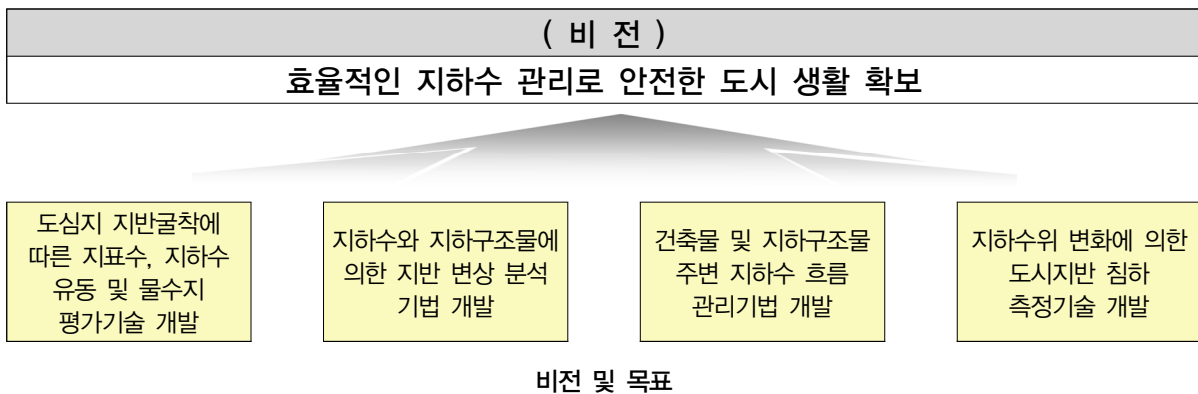 ( 비 전 )
효율적인 지하수 관리로 안전한 도시 생활 확보
도심지 지반굴착에
따른 지표수, 지하수
유동 및 물수지
평가기술 개발
지하수와 지하구조물에
의한 지반 변상 분석
기법 개발
건축물 및 지하구조물
주변 지하수 흐름
관리기법 개발
지하수위 변화에 의한
도시지반 침하
측정기술 개발
비전 및 목표